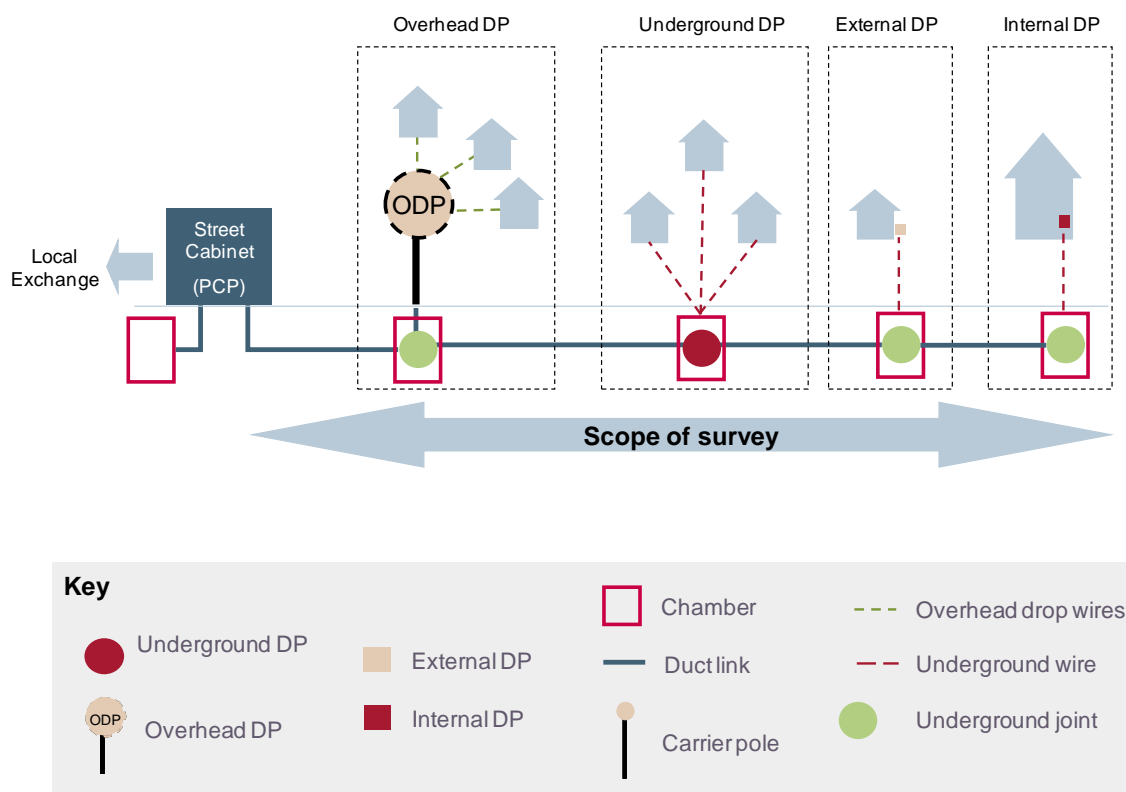 Overhead DP
Underground DP
External DP
Internal DP
ODP
Street
Cabinet
(PCP)
Local
Exchange
Scope of survey
Key
Underground DP
ODP
Overhead DP
External DP
Internal DP
Chamber
Duct link
Carrier pole
Overhead drop wires
Underground wire
Underground joint